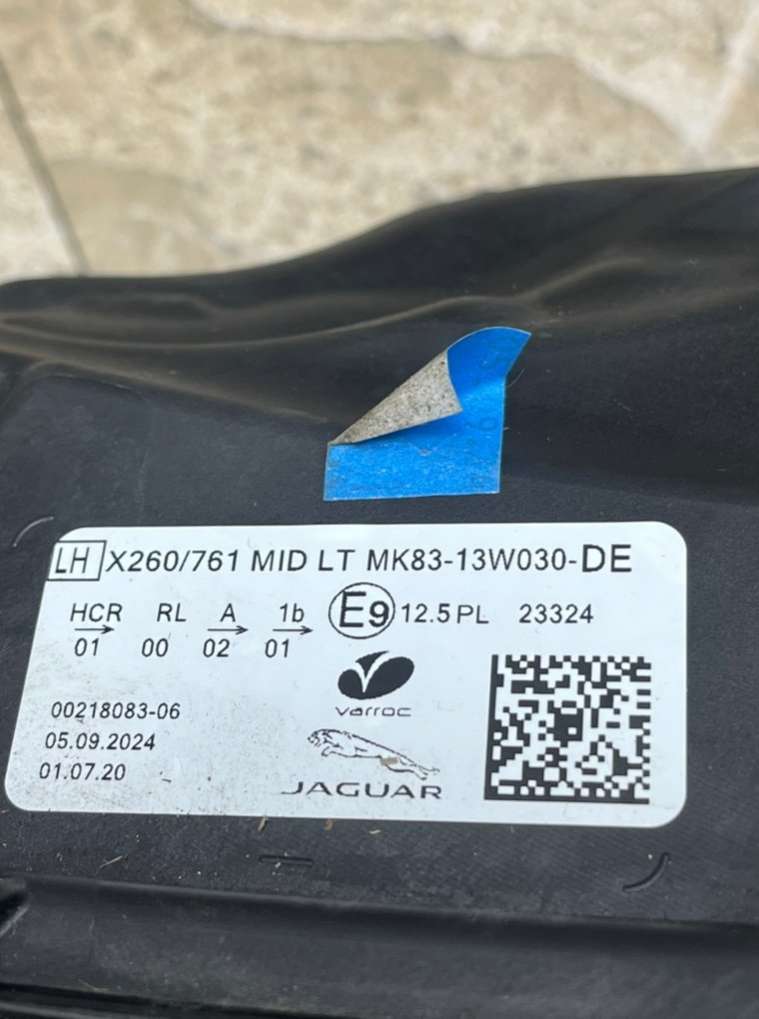 LH X260/761 MID LT MK83-13W030-DE
HCR RL A 1b E9 12.5 PL 23324
01 00 02 01
varroc
00218083-06
05.09.2024
01.07.20
JAGUAR